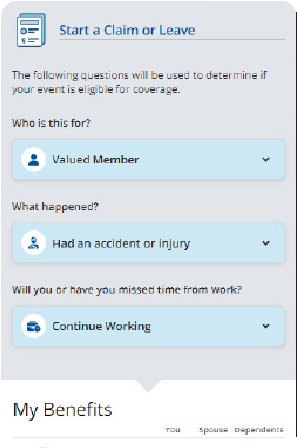 Start a Claim or Leave
The following questions will be used to determine if
your event is eligible for coverage.
Who is this for?
Valued Member
What happened?
Had an accident or injury
Will you or have you missed time from work?
Continue Working
My Benefits
You Spouse Dependents